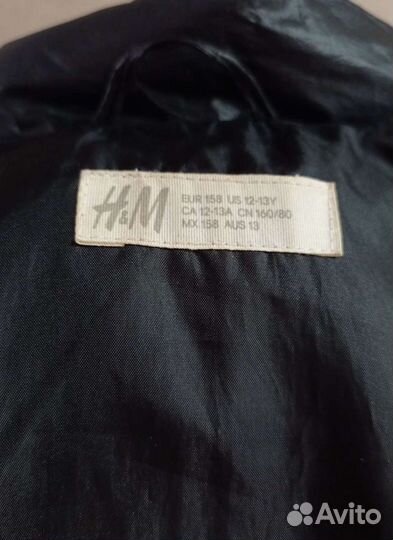 H&M
EUR 158 US 12-13Y
CA 12-13A CN 160/80
MX 158 AUS 13
Avito